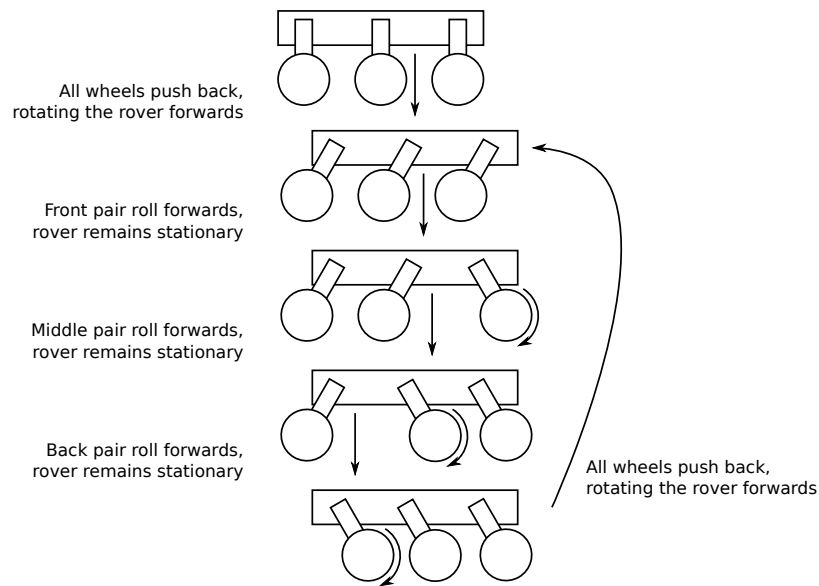 All wheels push back,
rotating the rover forwards
Front pair roll forwards,
rover remains stationary
Middle pair roll forwards,
rover remains stationary
Back pair roll forwards,
rover remains stationary
All wheels push back,
rotating the rover forwards